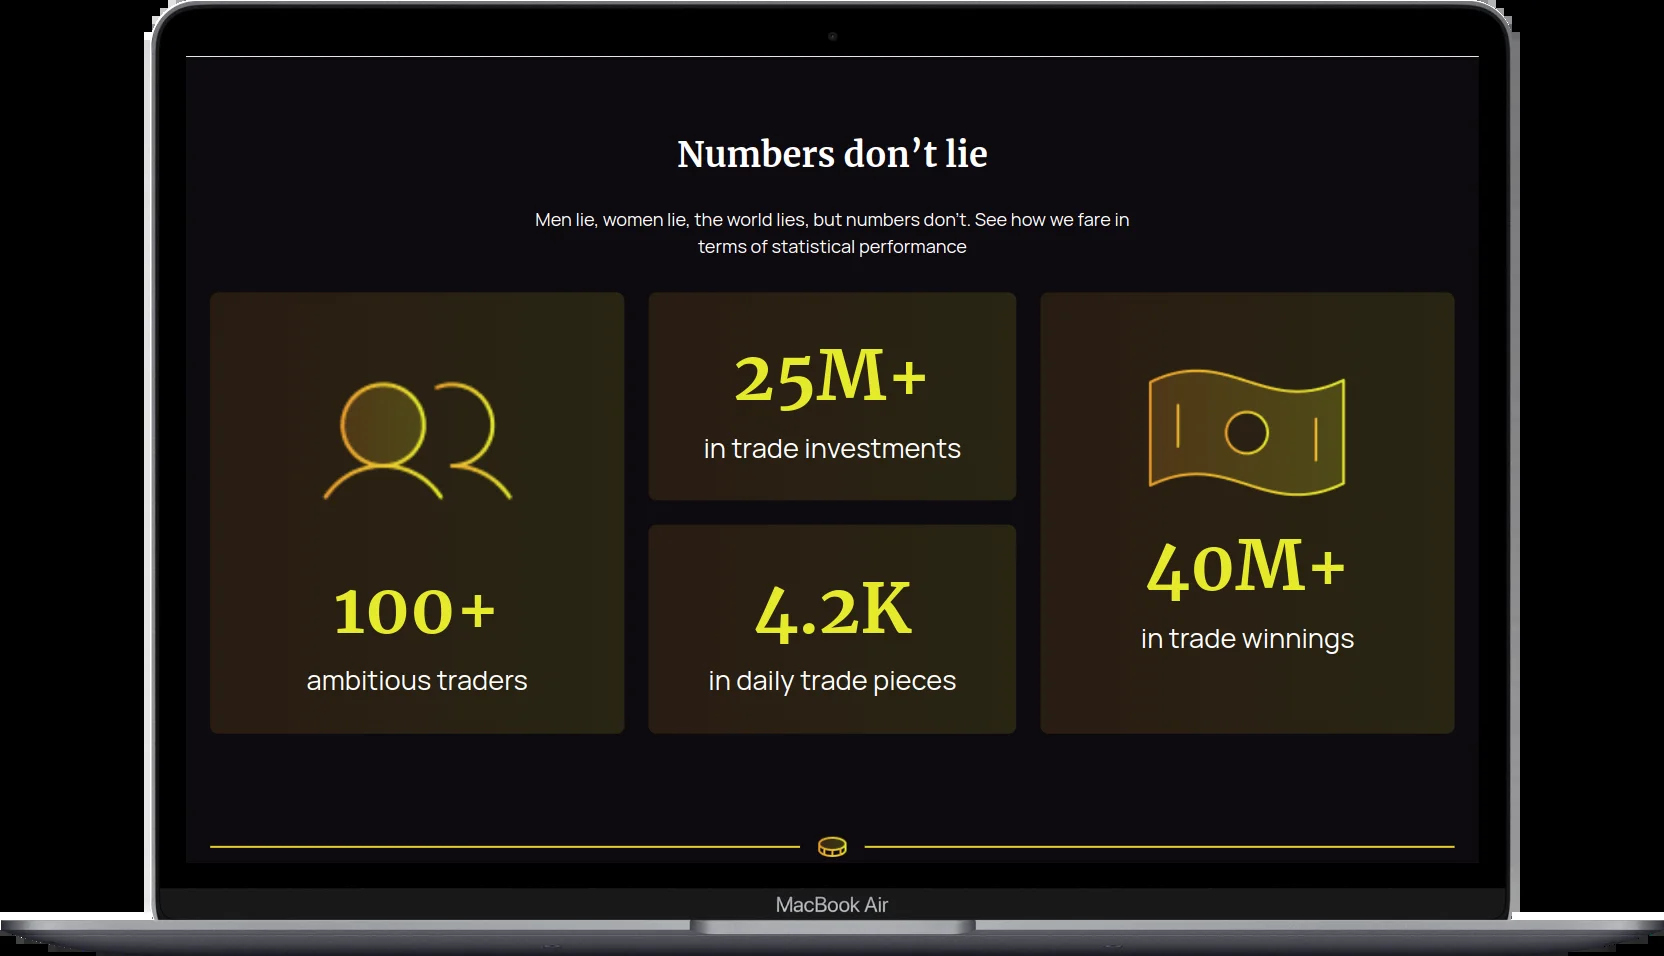 Numbers don’t lie
Men lie, women lie, the world lies, but numbers don't. See how we fare in
terms of statistical performance
100+
ambitious traders
25M+
in trade investments
4.2K
in daily trade pieces
40M+
in trade winnings
MacBook Air